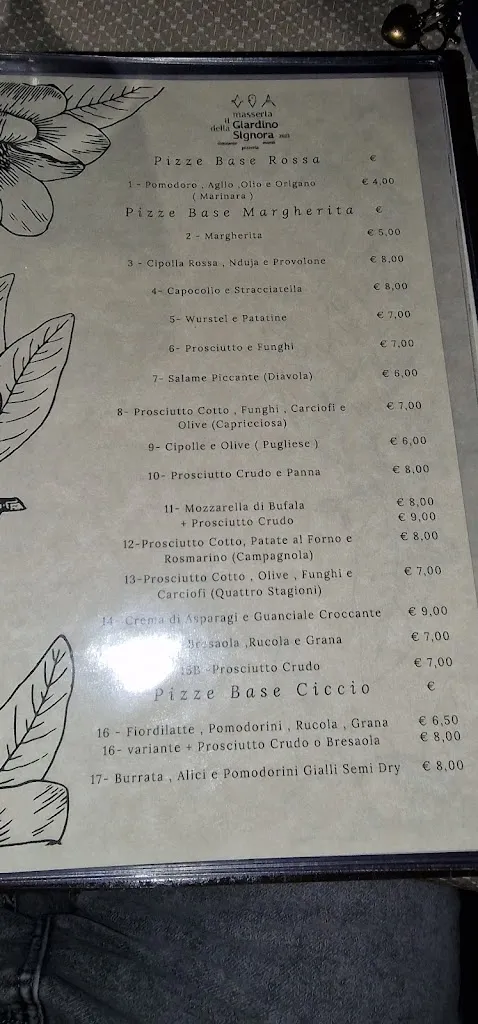 masseria
il
della Giardino
Signora
pizzeria
Pizze Base Rossa €
1 - Pomodoro , Aglio ,Olio e Origano € 4,00
( Marinara )
Pizze Base Margherita €
2 - Margherita € 5,00
3 - Cipolla Rossa , Nduja e Provolone € 8,00
4- Capocollo e Stracciatella € 8,00
5- Wurstel e Patatine € 7,00
6- Prosciutto e Funghi € 7,00
7- Salame Piccante (Diavola) € 6,00
8- Prosciutto Cotto , Funghi , Carciofi e € 7,00
Olive (Capricciosa)
9- Cipolle e Olive ( Pugliese ) € 6,00
10- Prosciutto Crudo e Panna € 8,00
11- Mozzarella di Bufala € 8,00
+ Prosciutto Crudo € 9,00
12-Prosciutto Cotto, Patate al Forno e € 8,00
Rosmarino (Campagnola)
13-Prosciutto Cotto , Olive , Funghi e € 7,00
Carciofi (Quattro Stagioni)
14- Crema di Asparagi e Guanciale Croccante € 9,00
Bresaola ,Rucola e Grana € 7,00
15B -Prosciutto Crudo € 7,00
Pizze Base Ciccio €
16 - Fiordilatte , Pomodorini , Rucola , Grana € 6,50
16- variante + Prosciutto Crudo o Bresaola € 8,00
17- Burrata , Alici e Pomodorini Gialli Semi Dry € 8,00